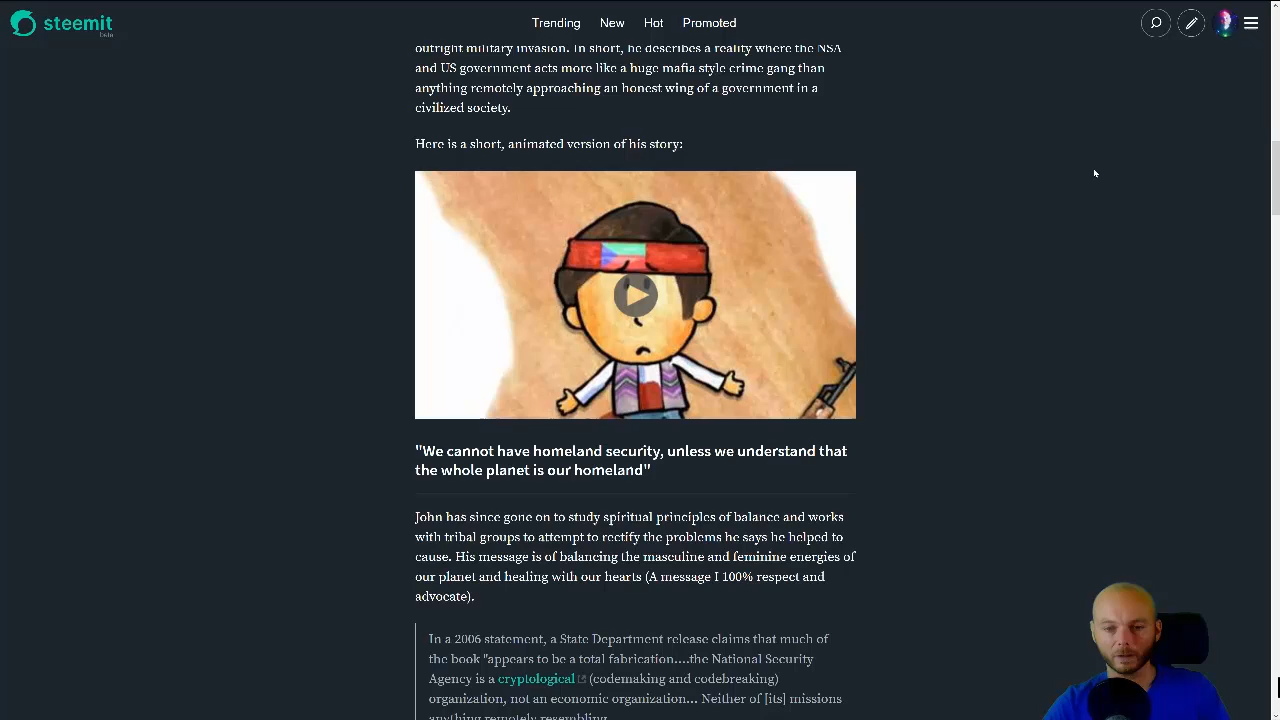 steemit
beta
Trending New Hot Promoted
outright military invasion. In short, he describes a reality where the NSA
and US government acts more like a huge mafia style crime gang than
anything remotely approaching an honest wing of a government in a
civilized society.
Here is a short, animated version of his story:
"We cannot have homeland security, unless we understand that
the whole planet is our homeland"
John has since gone on to study spiritual principles of balance and works
with tribal groups to attempt to rectify the problems he says he helped to
cause. His message is of balancing the masculine and feminine energies of
our planet and healing with our hearts (A message I 100% respect and
advocate).
In a 2006 statement, a State Department release claims that much of
the book "appears to be a total fabrication....the National Security
Agency is a cryptological (codemaking and codebreaking)
organization, not an economic organization... Neither of [its] missions
anything remotely resembling